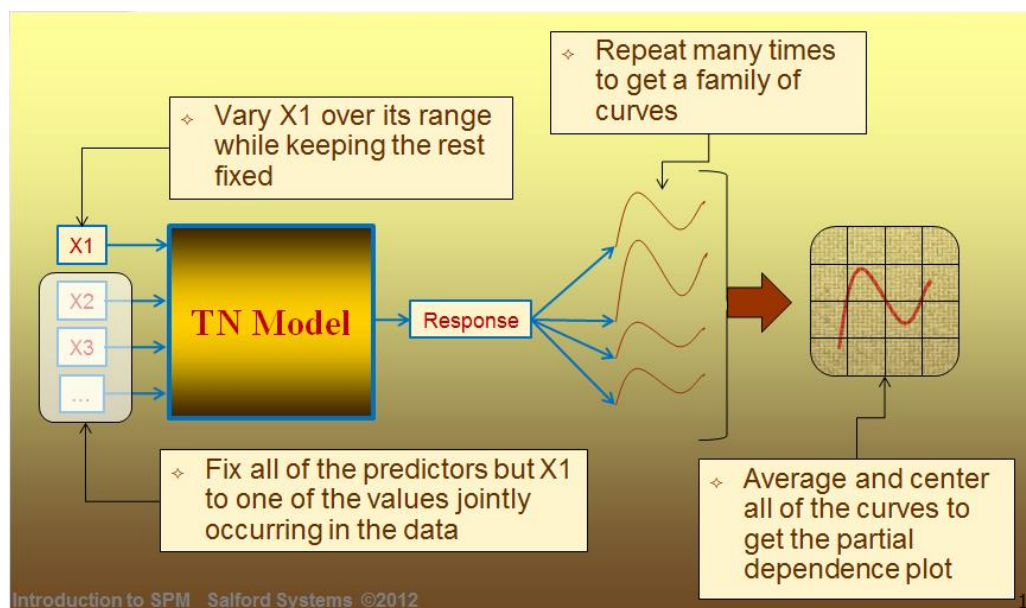 ✧ Repeat many times
to get a family of
curves
✧ Vary X1 over its range
while keeping the rest
fixed
X1
X2
X3
...
TN Model
Response
✧ Fix all of the predictors but X1
to one of the values jointly
occurring in the data
✧ Average and center
all of the curves to
get the partial
dependence plot
Introduction to SPM Salford Systems ©2012
1